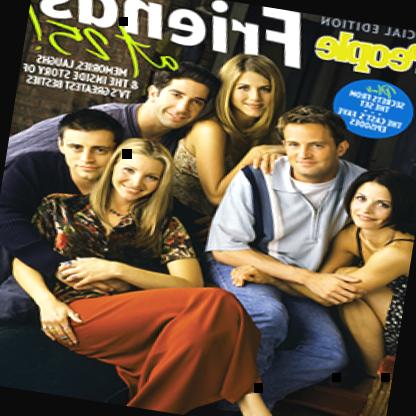 SPECIAL EDITION
People
Friends
at 25!
MEMORIES, LAUGHS
& THE INSIDE STORY OF
TV'S GREATEST BESTIES
Plus
SECRETS FROM
THE SET
THE CAST'S FAVE
EPISODES